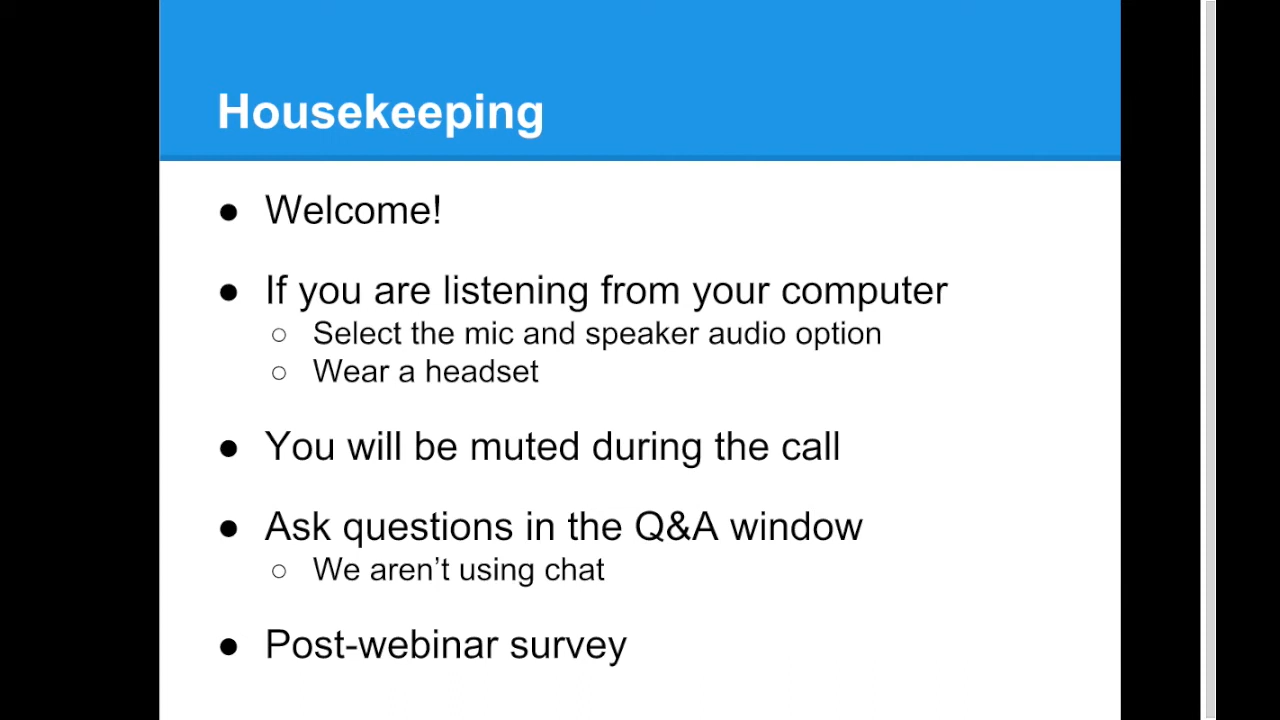 Housekeeping
● Welcome!
● If you are listening from your computer
○ Select the mic and speaker audio option
○ Wear a headset
● You will be muted during the call
● Ask questions in the Q&A window
○ We aren’t using chat
● Post-webinar survey